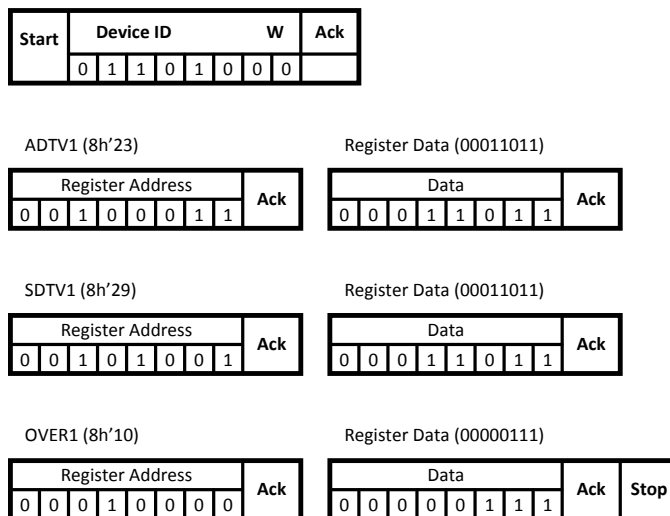 Start Device ID W Ack
0 1 1 0 1 0 0 0
ADTV1 (8h’23) Register Data (00011011)
Register Address Ack Data Ack
0 0 1 0 0 0 1 1 0 0 0 1 1 0 1 1
SDTV1 (8h’29) Register Data (00011011)
Register Address Ack Data Ack
0 0 1 0 1 0 0 1 0 0 0 1 1 0 1 1
OVER1 (8h’10) Register Data (00000111)
Register Address Ack Data Ack Stop
0 0 0 1 0 0 0 0 0 0 0 0 0 1 1 1